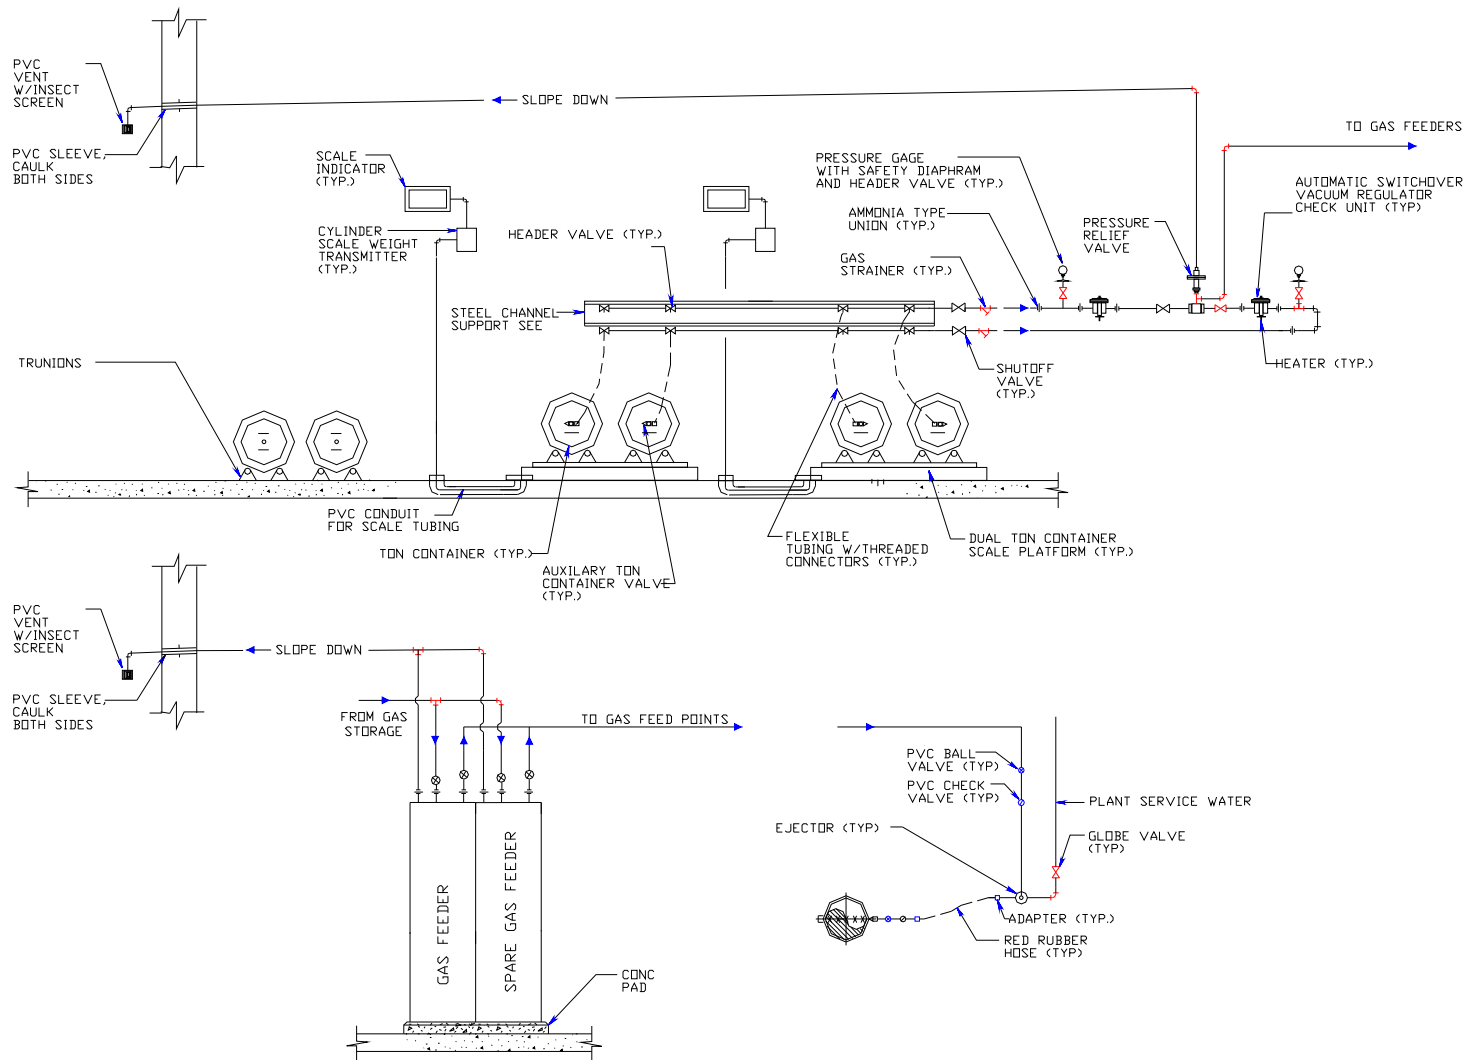 PVC
VENT
W/INSECT
SCREEN
SLOPE DOWN
TO GAS FEEDERS
PVC SLEEVE,
CAULK
BOTH SIDES
SCALE
INDICATOR
(TYP.)
PRESSURE GAGE
WITH SAFETY DIAPHRAM
AND HEADER VALVE (TYP.)
AUTOMATIC SWITCHOVER
VACUUM REGULATOR
CHECK UNIT (TYP)
AMMONIA TYPE
UNION (TYP.)
PRESSURE
RELIEF
VALVE
CYLINDER
SCALE WEIGHT
TRANSMITTER
(TYP.)
HEADER VALVE (TYP.)
GAS
STRAINER (TYP.)
STEEL CHANNEL
SUPPORT SEE
TRUNIONS
SHUTOFF
VALVE
(TYP.)
HEATER (TYP.)
PVC CONDUIT
FOR SCALE TUBING
TON CONTAINER (TYP.)
AUXILARY TON
CONTAINER VALVE
(TYP.)
FLEXIBLE
TUBING W/THREADED
CONNECTORS (TYP.)
DUAL TON CONTAINER
SCALE PLATFORM (TYP.)
PVC
VENT
W/INSECT
SCREEN
SLOPE DOWN
PVC SLEEVE,
CAULK
BOTH SIDES
FROM GAS
STORAGE
TO GAS FEED POINTS
PVC BALL
VALVE (TYP)
PVC CHECK
VALVE (TYP)
PLANT SERVICE WATER
EJECTOR (TYP)
GLOBE VALVE
(TYP)
GAS FEEDER
SPARE GAS FEEDER
ADAPTER (TYP.)
RED RUBBER
HOSE (TYP)
CONC
PAD